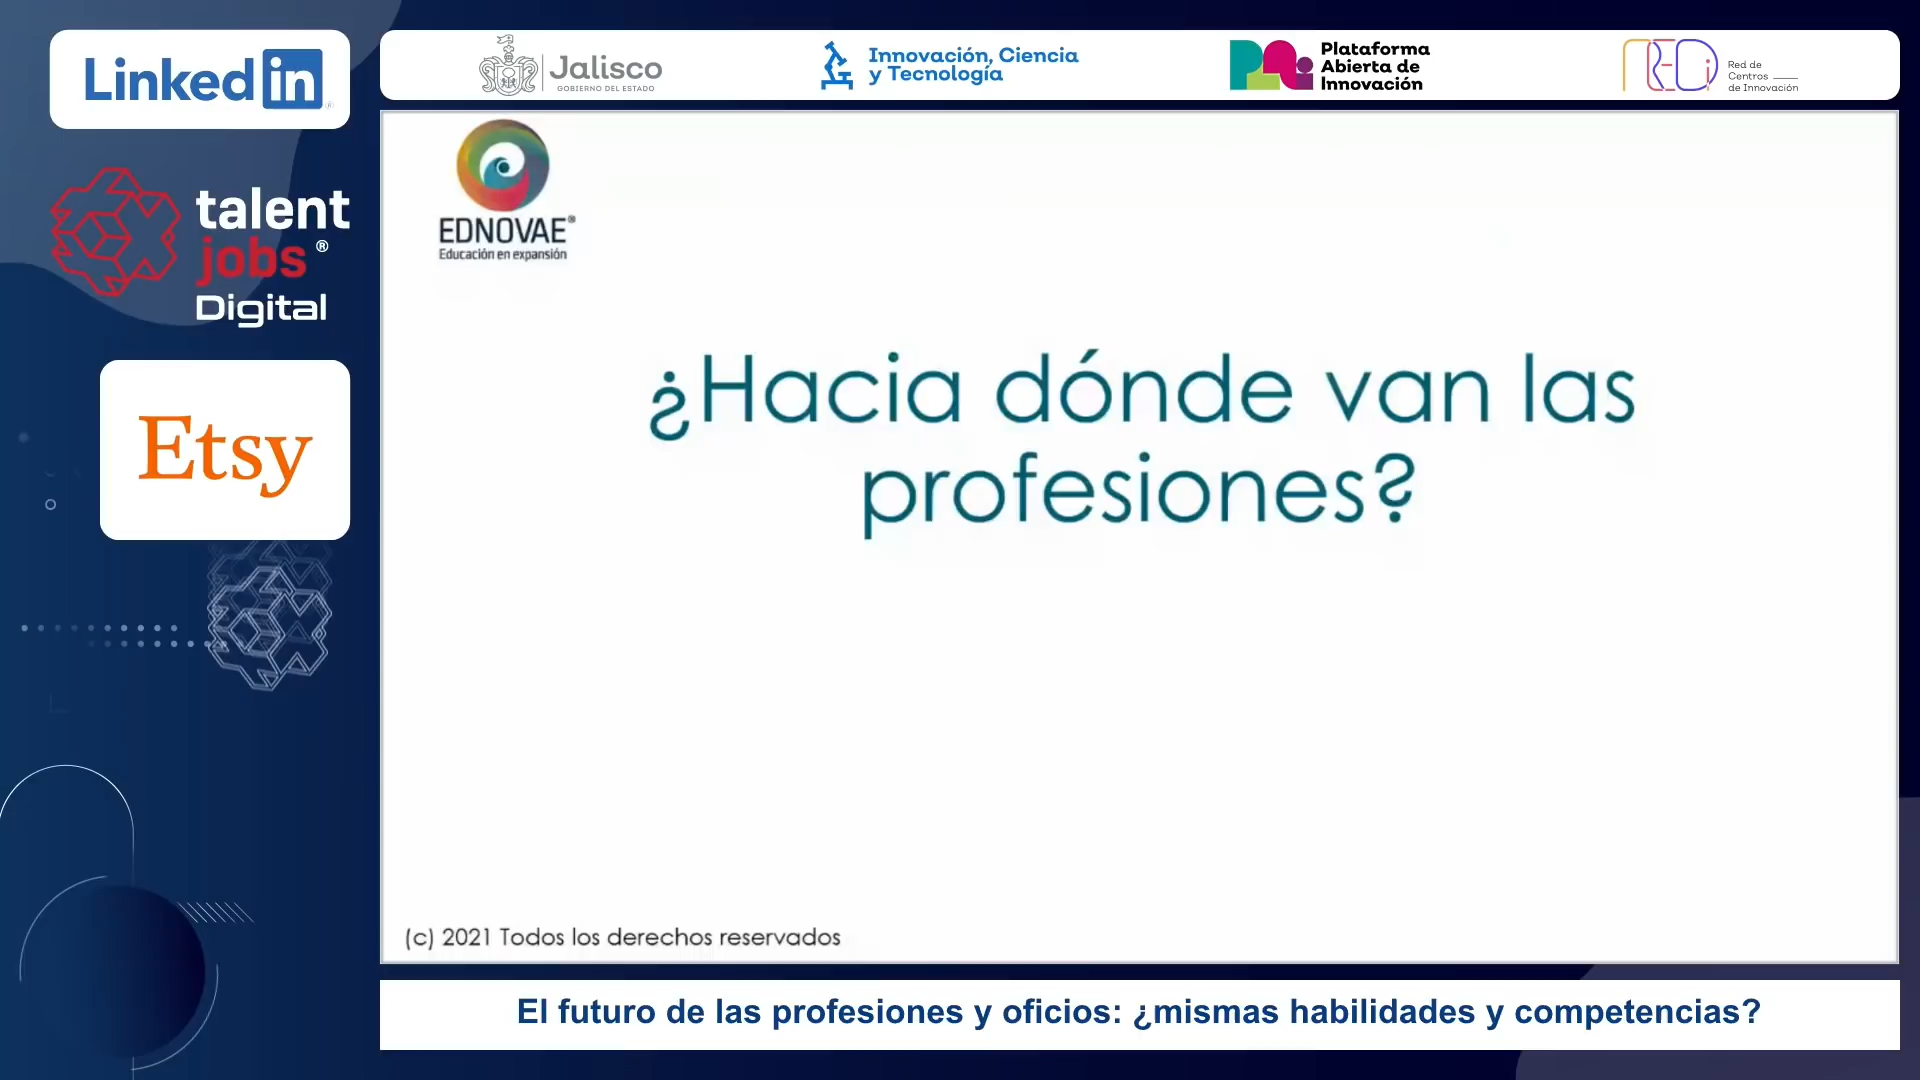 Linkedin
talent
jobs®
Digital
Etsy
Jalisco
GOBIERNO DEL ESTADO
Innovación, Ciencia
y Tecnología
Plataforma
Abierta de
Innovación
REDi
Red de
Centros
de Innovación
EDNOVAE®
Educación en expansión
¿Hacia dónde van las
profesiones?
(c) 2021 Todos los derechos reservados
El futuro de las profesiones y oficios: ¿mismas habilidades y competencias?